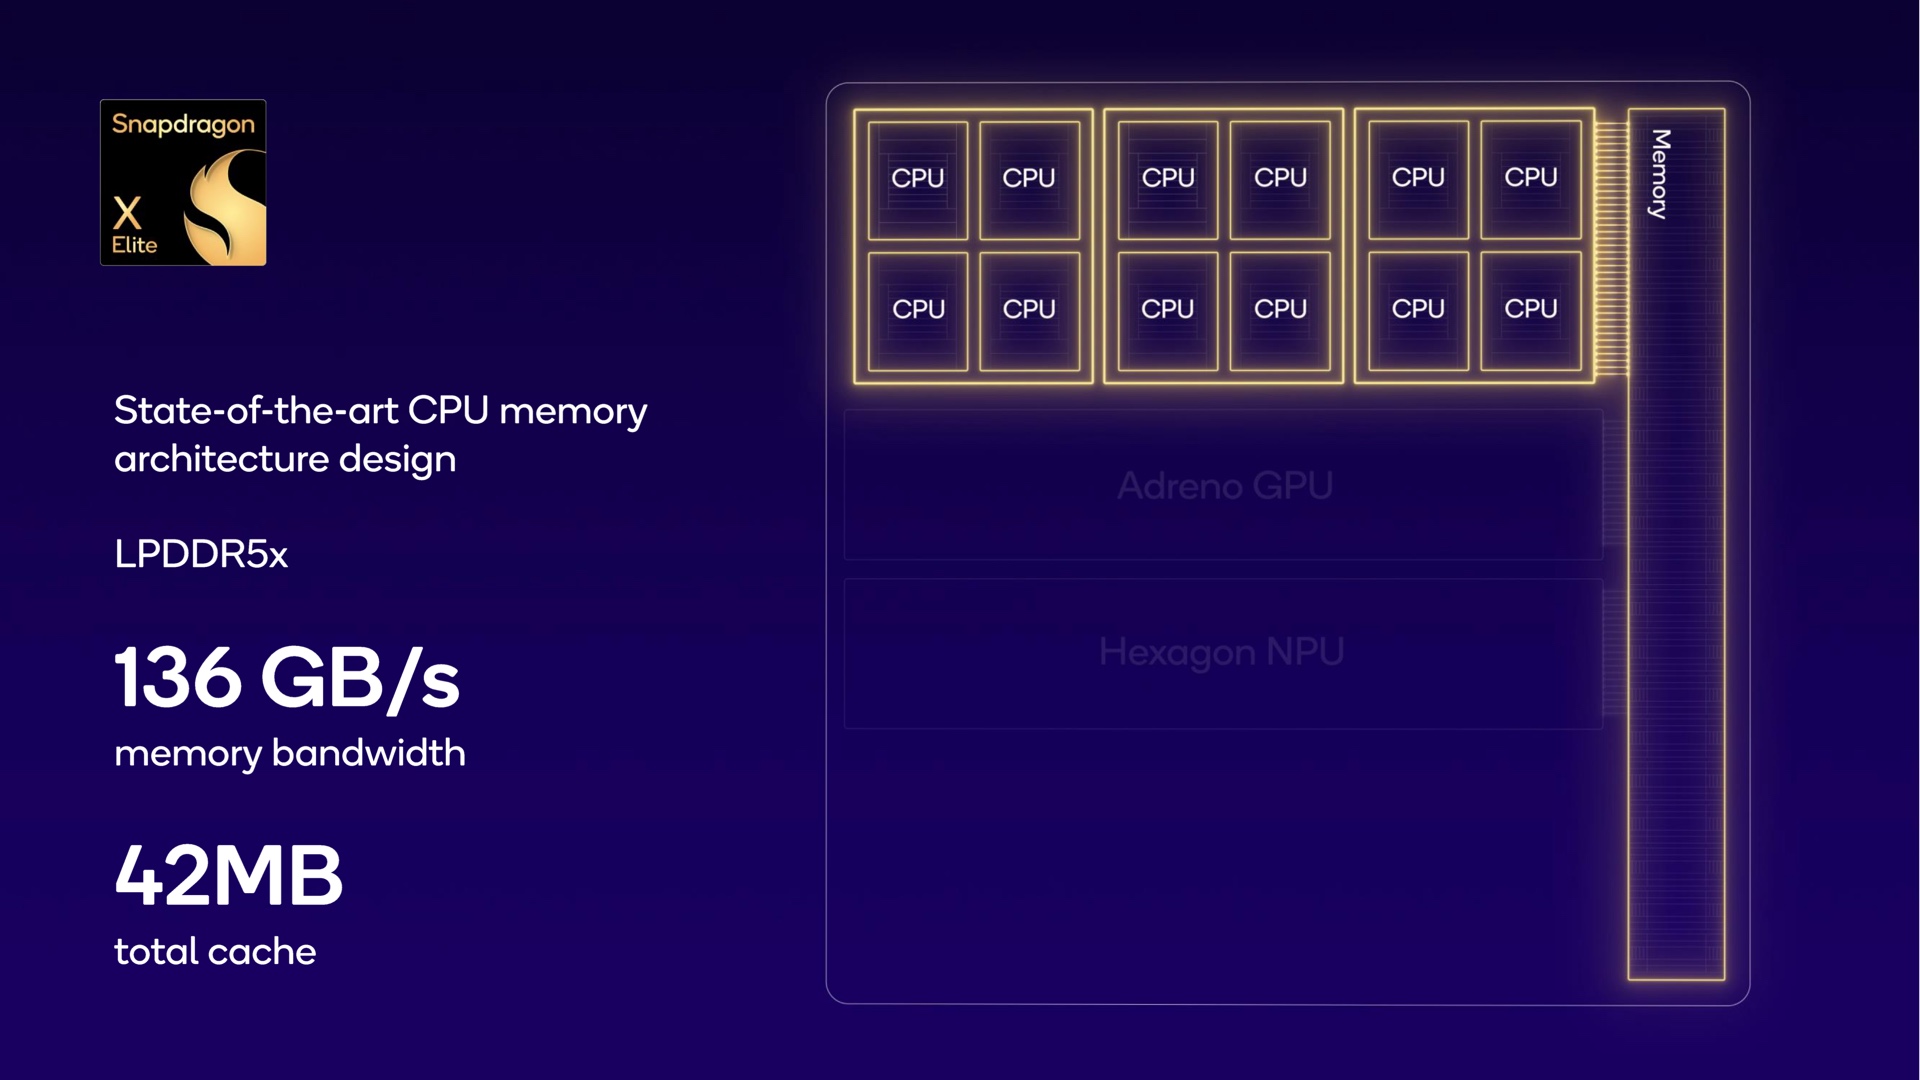 Snapdragon
X
Elite
State-of-the-art CPU memory
architecture design
LPDDR5x
136 GB/s
memory bandwidth
42MB
total cache
CPU CPU CPU CPU CPU CPU
CPU CPU CPU CPU CPU CPU
Memory
Adreno GPU
Hexagon NPU